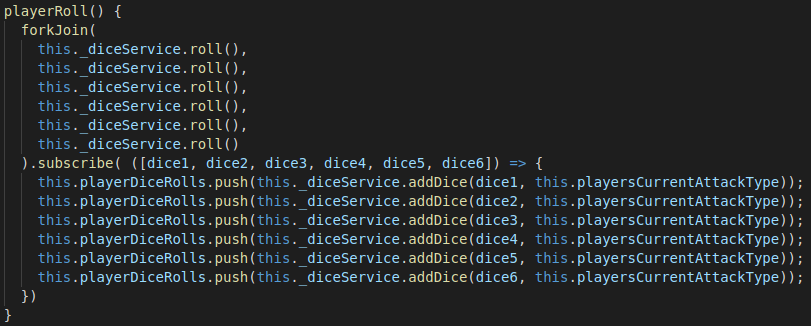 playerRoll() {
  forkJoin(
    this._diceService.roll(),
    this._diceService.roll(),
    this._diceService.roll(),
    this._diceService.roll(),
    this._diceService.roll(),
    this._diceService.roll()
  ).subscribe( ([dice1, dice2, dice3, dice4, dice5, dice6]) => {
    this.playerDiceRolls.push(this._diceService.addDice(dice1, this.playersCurrentAttackType));
    this.playerDiceRolls.push(this._diceService.addDice(dice2, this.playersCurrentAttackType));
    this.playerDiceRolls.push(this._diceService.addDice(dice3, this.playersCurrentAttackType));
    this.playerDiceRolls.push(this._diceService.addDice(dice4, this.playersCurrentAttackType));
    this.playerDiceRolls.push(this._diceService.addDice(dice5, this.playersCurrentAttackType));
    this.playerDiceRolls.push(this._diceService.addDice(dice6, this.playersCurrentAttackType));
  })
}